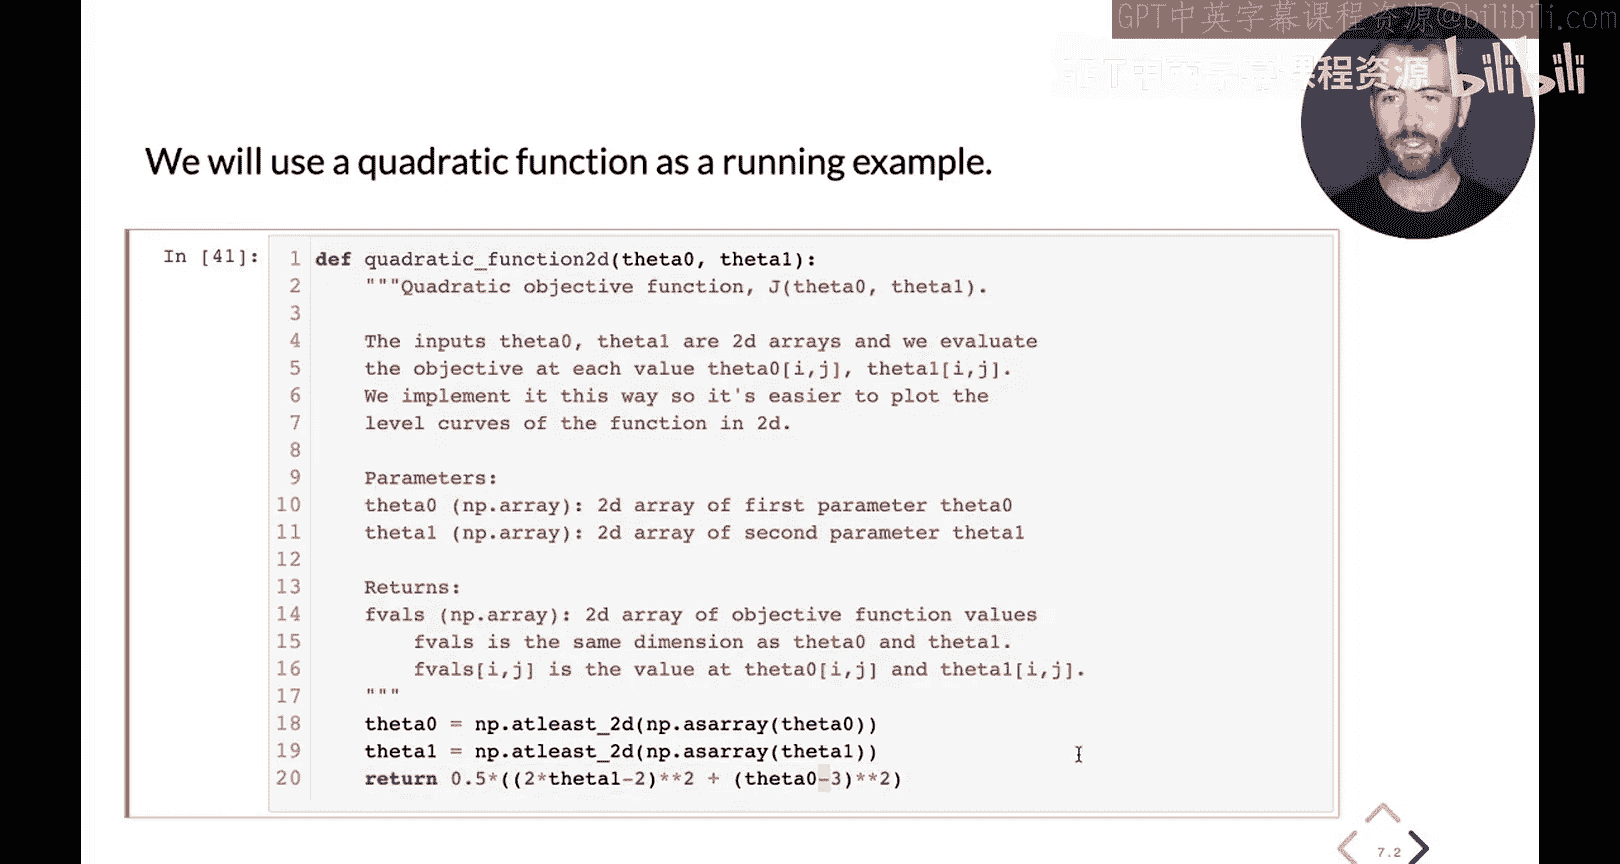 GPT中英字幕课程资源@bilibili.com
课程资源 bilibili
We will use a quadratic function as a running example.
In [41]:
1 def quadratic_function2d(theta0, theta1):
2 """Quadratic objective function, J(theta0, theta1).
3
4 The inputs theta0, theta1 are 2d arrays and we evaluate
5 the objective at each value theta0[i,j], theta1[i,j].
6 We implement it this way so it's easier to plot the
7 level curves of the function in 2d.
8
9 Parameters:
10 theta0 (np.array): 2d array of first parameter theta0
11 theta1 (np.array): 2d array of second parameter theta1
12
13 Returns:
14 fvals (np.array): 2d array of objective function values
15 fvals is the same dimension as theta0 and theta1.
16 fvals[i,j] is the value at theta0[i,j] and theta1[i,j].
17 """
18 theta0 = np.atleast_2d(np.asarray(theta0))
19 theta1 = np.atleast_2d(np.asarray(theta1))
20 return 0.5*((2*theta1-2)**2 + (theta0-3)**2)
7.2